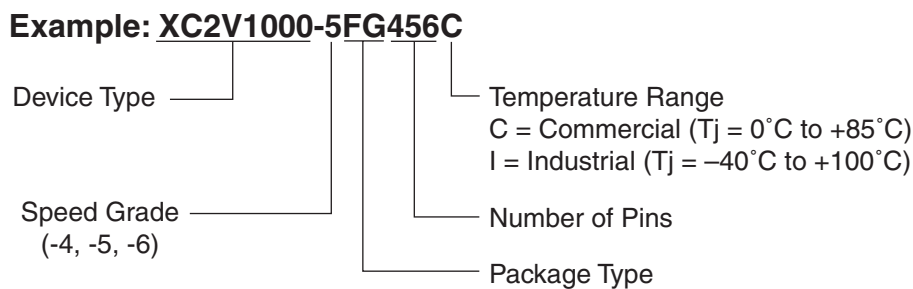 Example: XC2V1000-5FG456C
Device Type
Temperature Range
C = Commercial (Tj = 0˚C to +85˚C)
I = Industrial (Tj = –40˚C to +100˚C)
Speed Grade
(-4, -5, -6)
Number of Pins
Package Type